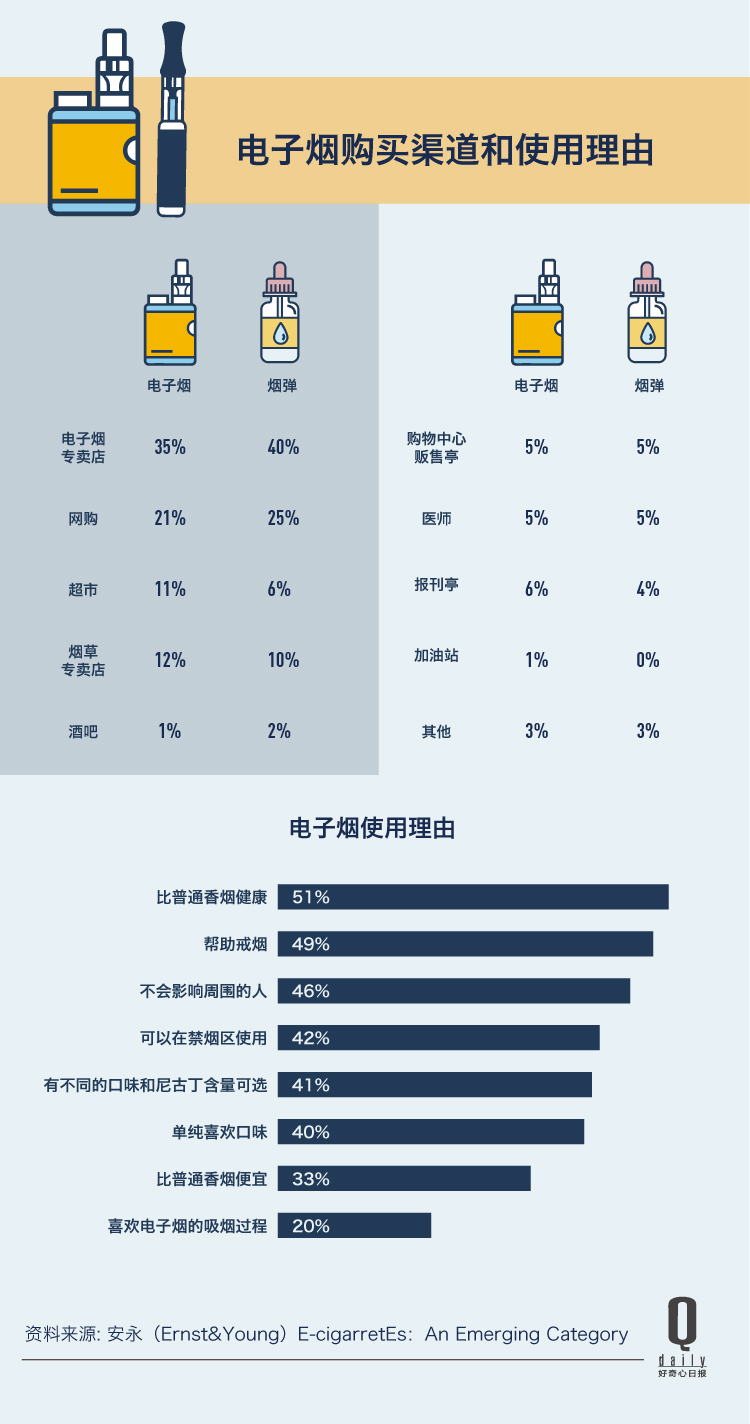 电子烟购买渠道和使用理由
电子烟 烟弹
电子烟
专卖店 35% 40%
网购 21% 25%
超市 11% 6%
烟草
专卖店 12% 10%
酒吧 1% 2%
电子烟 烟弹
购物中心
贩售亭 5% 5%
医师 5% 5%
报刊亭 6% 4%
加油站 1% 0%
其他 3% 3%
电子烟使用理由
比普通香烟健康 51%
帮助戒烟 49%
不会影响周围的人 46%
可以在禁烟区使用 42%
有不同的口味和尼古丁含量可选 41%
单纯喜欢口味 40%
比普通香烟便宜 33%
喜欢电子烟的吸烟过程 20%
资料来源: 安永（Ernst&Young）E-cigarretEs：An Emerging Category
Q
daily
好奇心日报